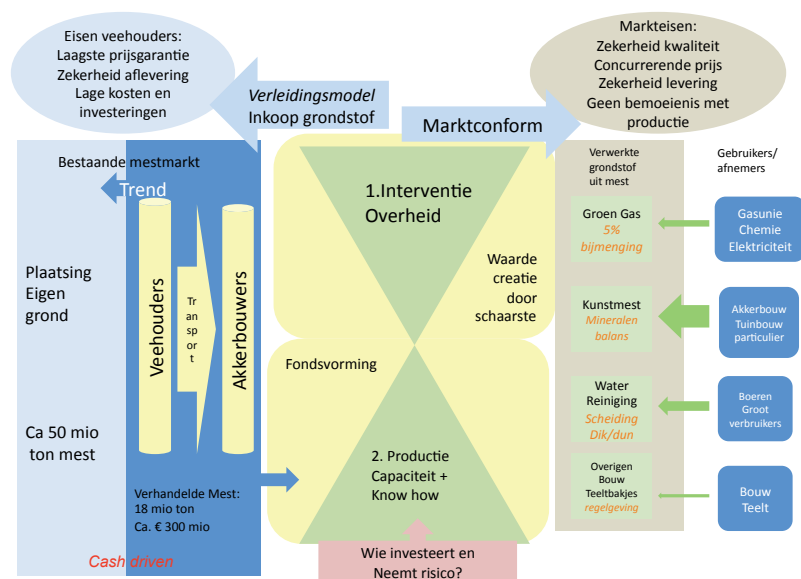 Eisen veehouders:
Laagste prijsgarantie
Zekerheid aflevering
Lage kosten en
investeringen
Verleidingsmodel
Inkoop grondstof
Marktconform
Markteisen:
Zekerheid kwaliteit
Concurrerende prijs
Zekerheid levering
Geen bemoeienis met
productie
Bestaande mestmarkt
Trend
Plaatsing
Eigen
grond
Ca 50 mio
ton mest
Veehouders
Tr
an
sp
or
t
Akkerbouwers
Verhandelde Mest:
18 mio ton
Ca. € 300 mio
Cash driven
1.Interventie
Overheid
Waarde
creatie
door
schaarste
Fondsvorming
2. Productie
Capaciteit +
Know how
Wie investeert en
Neemt risico?
Verwerkte
grondstof
uit mest
Gebruikers/
afnemers
Groen Gas
5%
bijmenging
Gasunie
Chemie
Elektriciteit
Kunstmest
Mineralen
balans
Akkerbouw
Tuinbouw
particulier
Water
Reiniging
Scheiding
Dik/dun
Boeren
Groot
verbruikers
Overigen
Bouw
Teeltbakjes
regelgeving
Bouw
Teelt